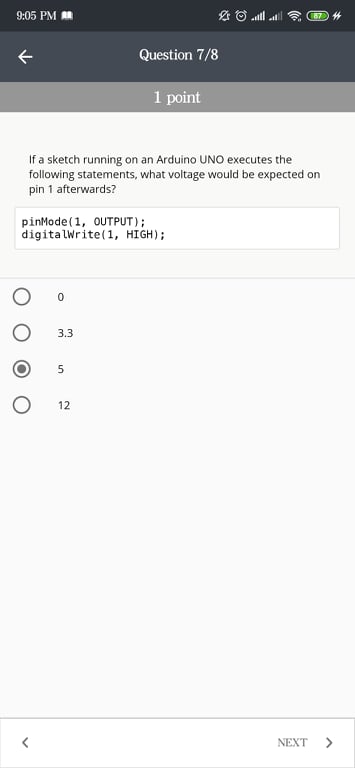 9:05 PM
87
Question 7/8
1 point
If a sketch running on an Arduino UNO executes the
following statements, what voltage would be expected on
pin 1 afterwards?
pinMode(1, OUTPUT);
digitalWrite(1, HIGH);
0
3.3
5
12
NEXT